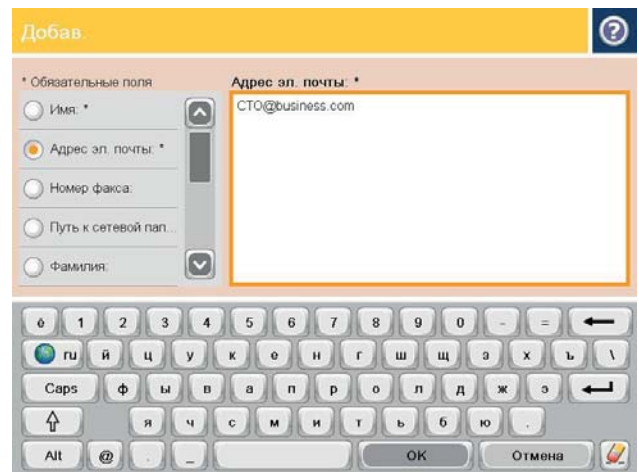 Добав.
* Обязательные поля
Адрес эл. почты: *
Имя: *
CTO@business.com
Адрес эл. почты: *
Номер факса:
Путь к сетевой пап...
Фамилия:
ё 1 2 3 4 5 6 7 8 9 0 - =
ru й ц у к е н г ш щ з х ъ \
Caps ф ы в а п р о л д ж э
я ч с м и т ь б ю .
Alt @ . _ OK Отмена